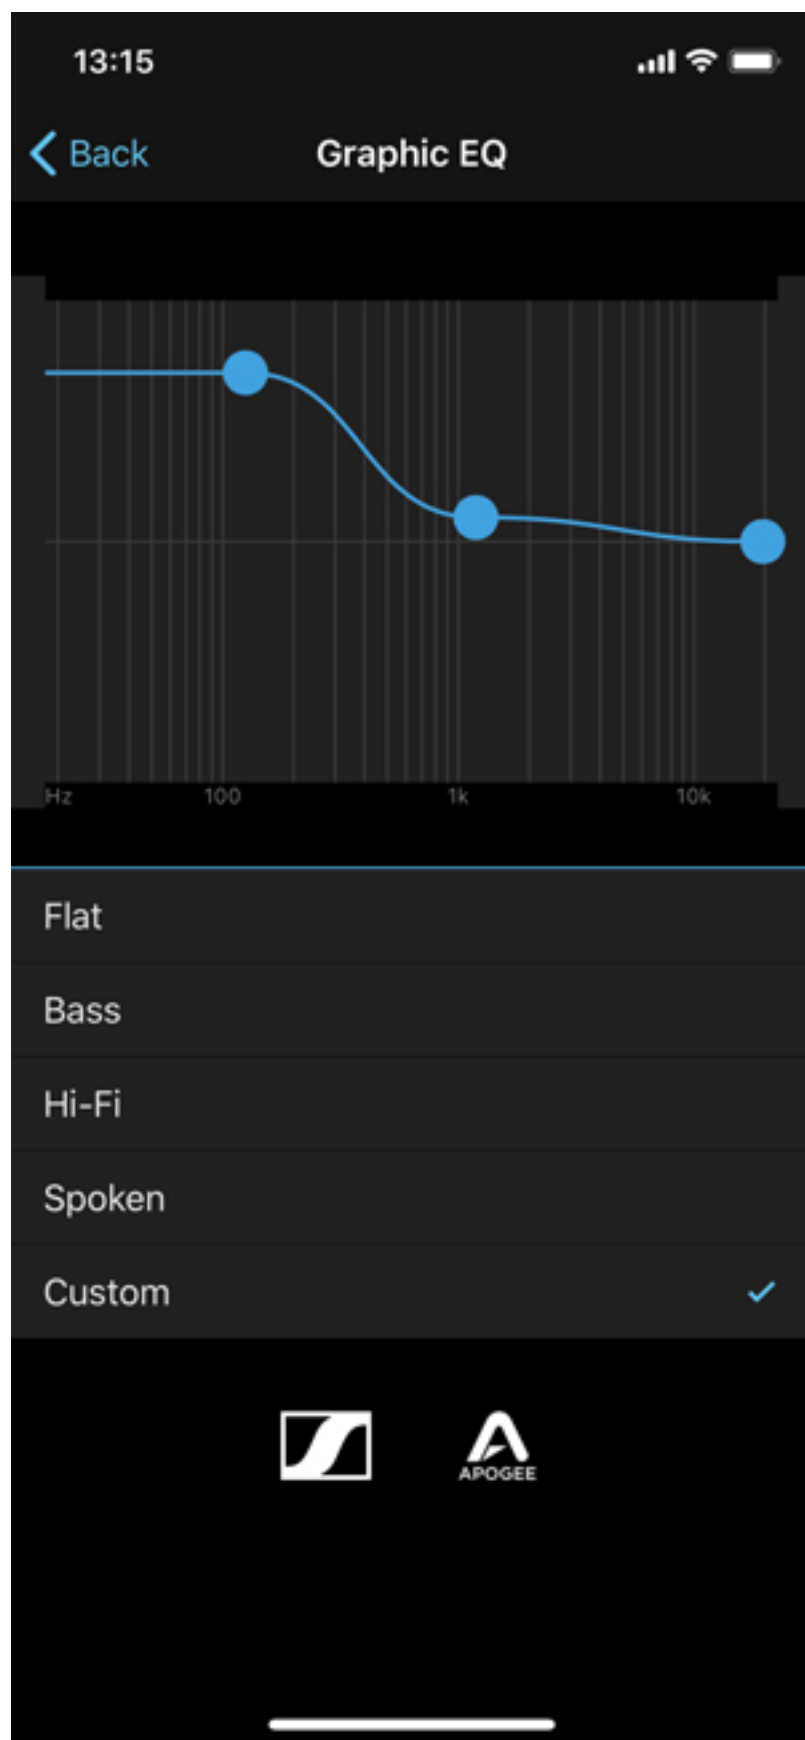 13:15
Back Graphic EQ
Hz 100 1k 10k
Flat
Bass
Hi-Fi
Spoken
Custom
APOGEE